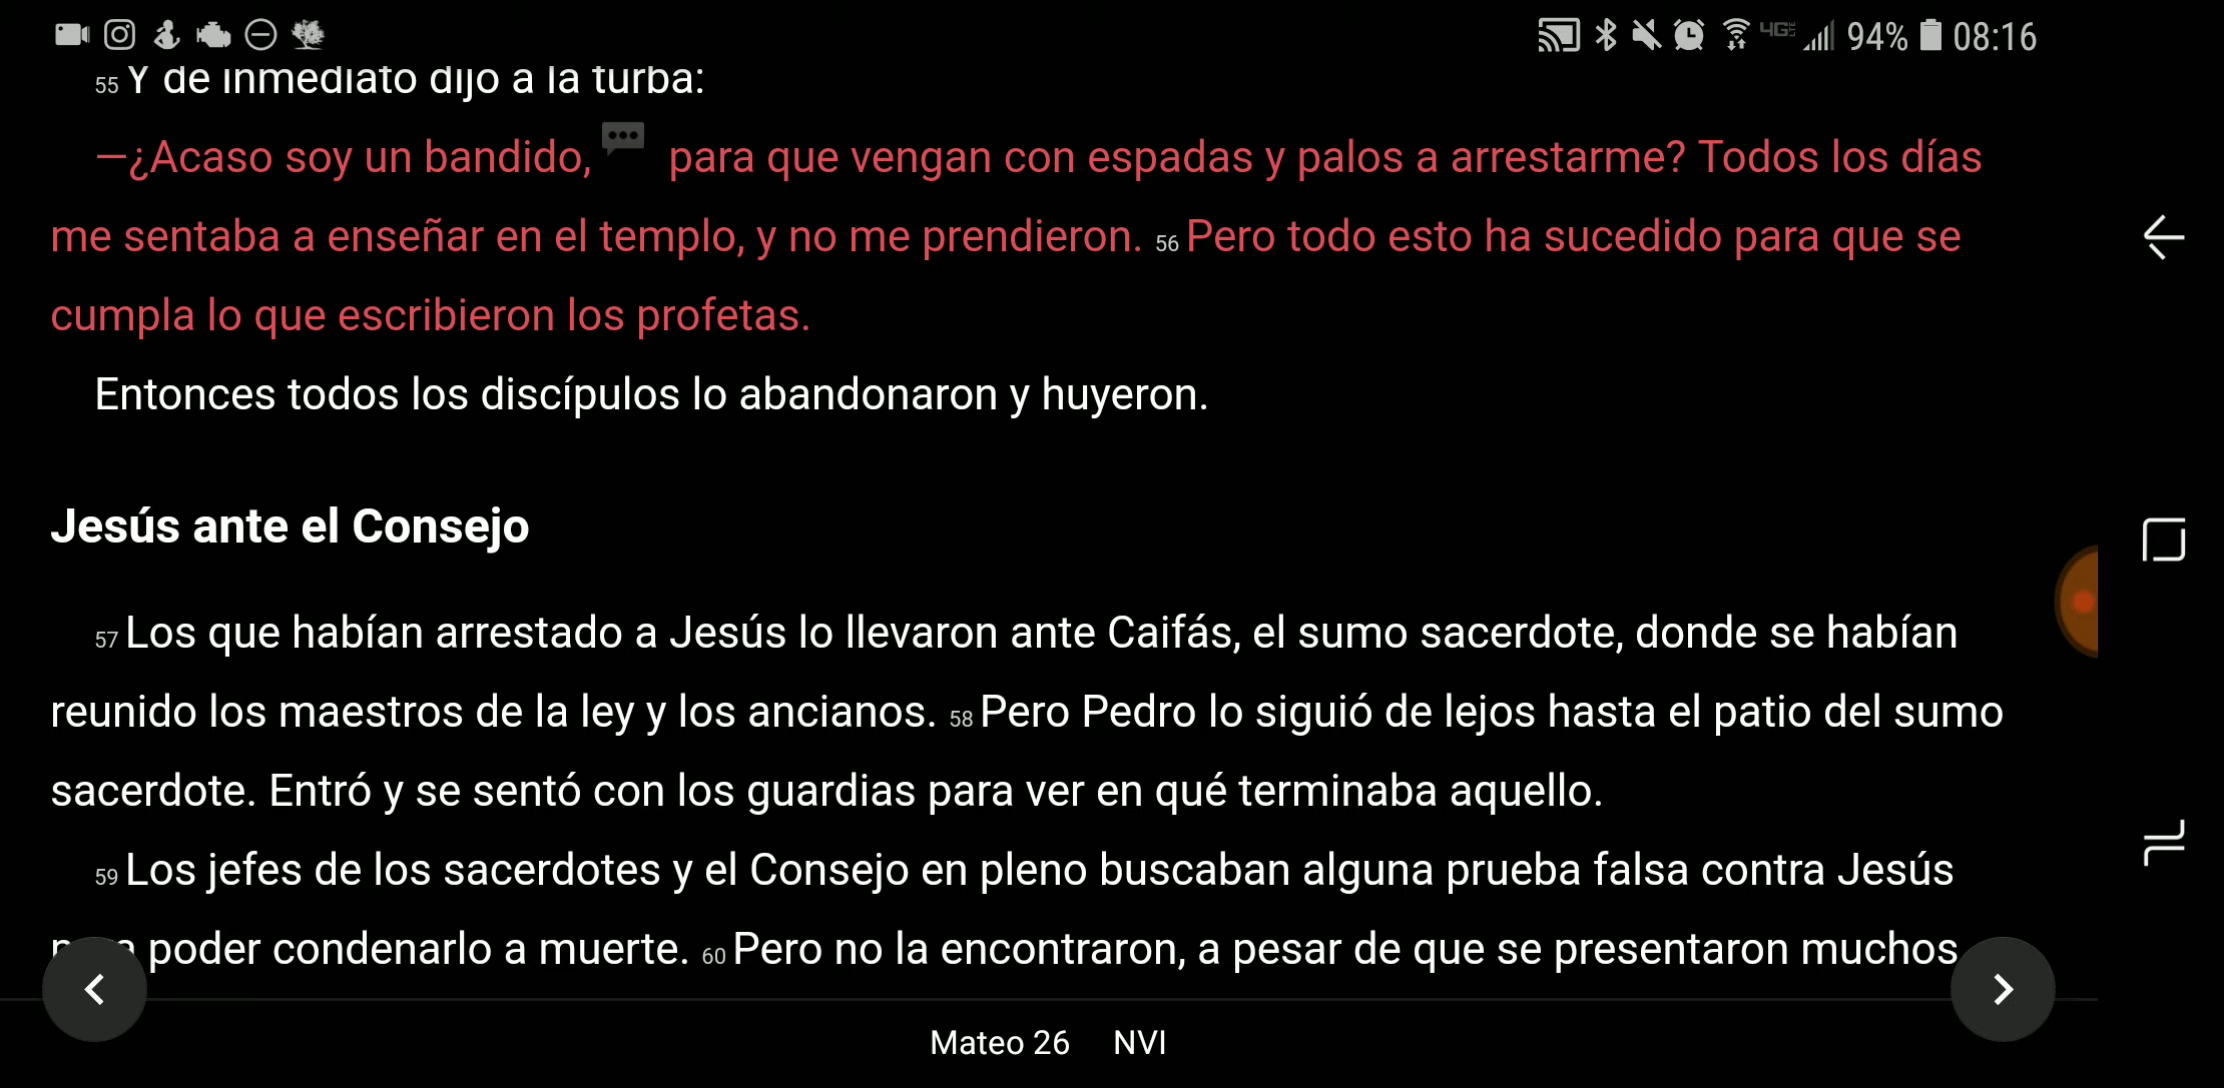 4G 94% 08:16
55 Y de inmediato dijo a la turba:
—¿Acaso soy un bandido, para que vengan con espadas y palos a arrestarme? Todos los días
me sentaba a enseñar en el templo, y no me prendieron. 56 Pero todo esto ha sucedido para que se
cumpla lo que escribieron los profetas.
Entonces todos los discípulos lo abandonaron y huyeron.
Jesús ante el Consejo
57 Los que habían arrestado a Jesús lo llevaron ante Caifás, el sumo sacerdote, donde se habían
reunido los maestros de la ley y los ancianos. 58 Pero Pedro lo siguió de lejos hasta el patio del sumo
sacerdote. Entró y se sentó con los guardias para ver en qué terminaba aquello.
59 Los jefes de los sacerdotes y el Consejo en pleno buscaban alguna prueba falsa contra Jesús
poder condenarlo a muerte. 60 Pero no la encontraron, a pesar de que se presentaron muchos
Mateo 26 NVI